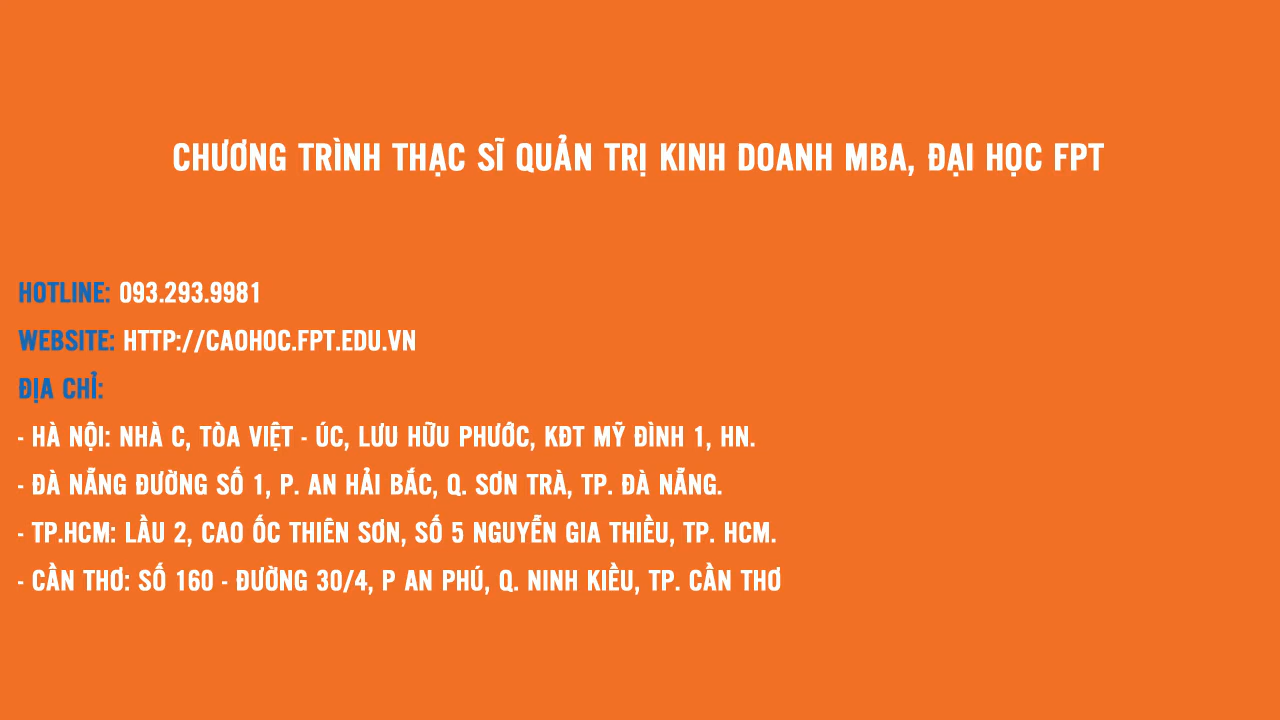 CHƯƠNG TRÌNH THẠC SĨ QUẢN TRỊ KINH DOANH MBA, ĐẠI HỌC FPT
HOTLINE: 093.293.9981
WEBSITE: HTTP://CAOHOC.FPT.EDU.VN
ĐỊA CHỈ:
- HÀ NỘI: NHÀ C, TÒA VIỆT - ÚC, LƯU HỮU PHƯỚC, KĐT MỸ ĐÌNH 1, HN.
- ĐÀ NẴNG ĐƯỜNG SỐ 1, P. AN HẢI BẮC, Q. SƠN TRÀ, TP. ĐÀ NẴNG.
- TP.HCM: LẦU 2, CAO ỐC THIÊN SƠN, SỐ 5 NGUYỄN GIA THIỀU, TP. HCM.
- CẦN THƠ: SỐ 160 - ĐƯỜNG 30/4, P AN PHÚ, Q. NINH KIỀU, TP. CẦN THƠ